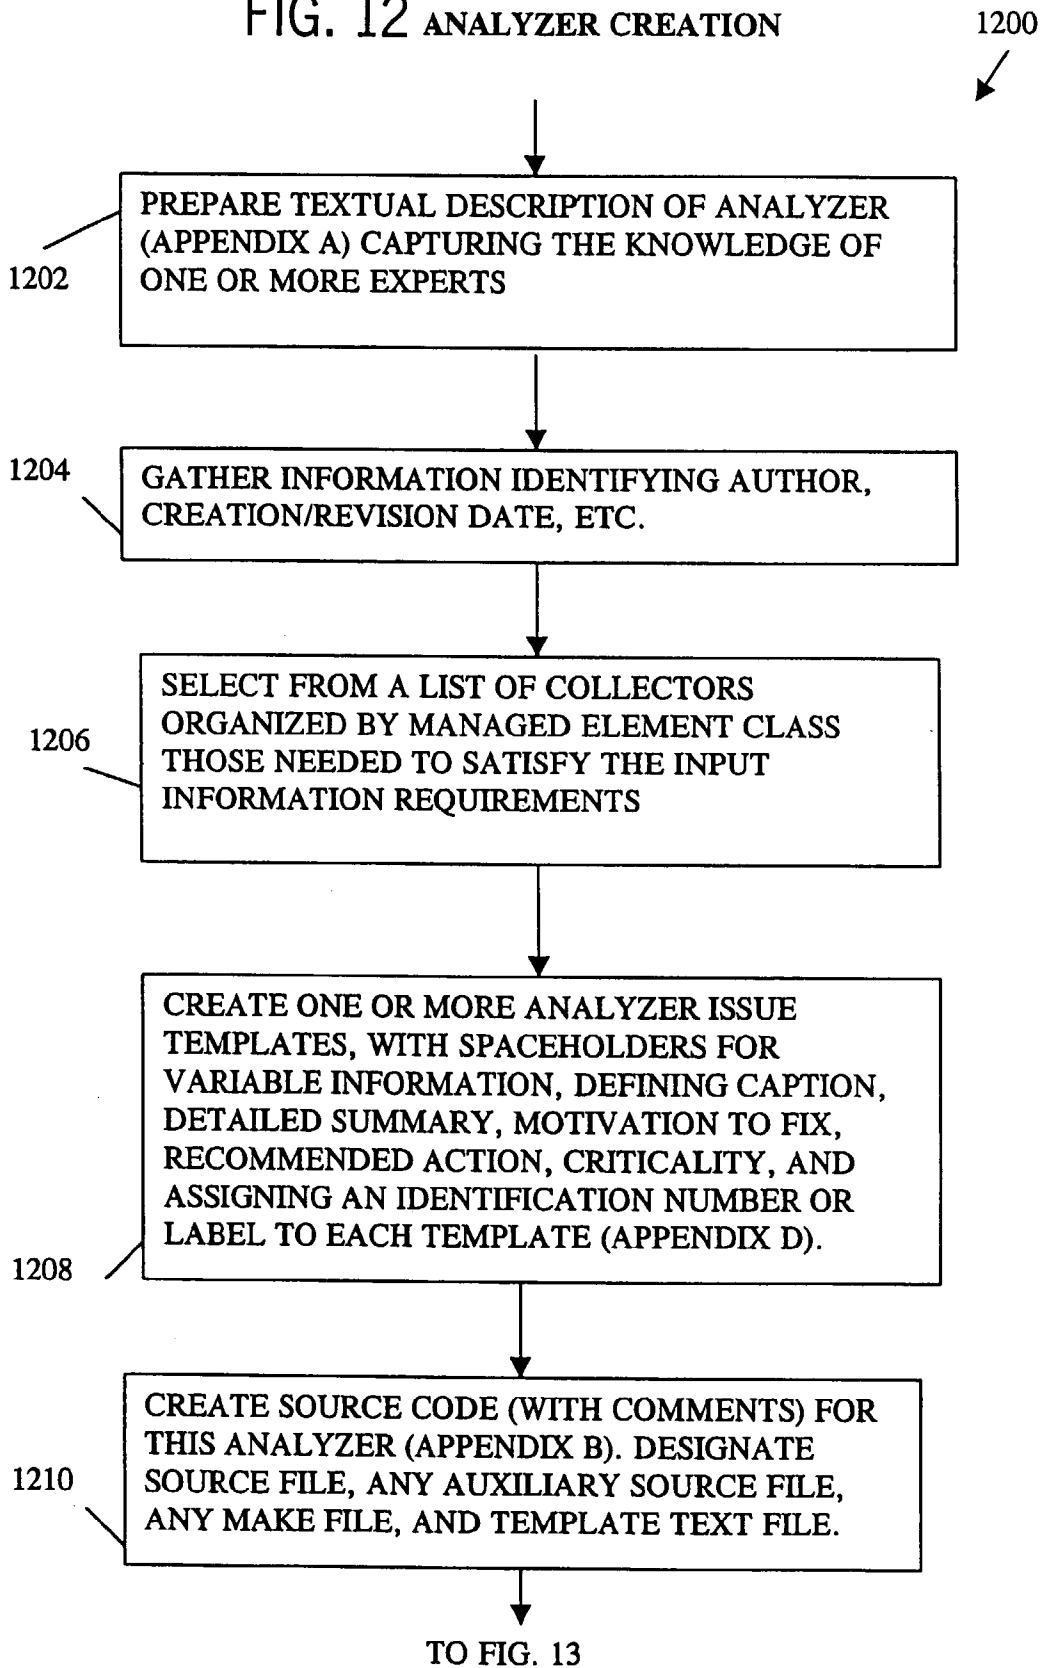 FIG. 12 ANALYZER CREATION
1200
PREPARE TEXTUAL DESCRIPTION OF ANALYZER
(APPENDIX A) CAPTURING THE KNOWLEDGE OF
ONE OR MORE EXPERTS
1202
1204
GATHER INFORMATION IDENTIFYING AUTHOR,
CREATION/REVISION DATE, ETC.
1206
SELECT FROM A LIST OF COLLECTORS
ORGANIZED BY MANAGED ELEMENT CLASS
THOSE NEEDED TO SATISFY THE INPUT
INFORMATION REQUIREMENTS
CREATE ONE OR MORE ANALYZER ISSUE
TEMPLATES, WITH SPACEHOLDERS FOR
VARIABLE INFORMATION, DEFINING CAPTION,
DETAILED SUMMARY, MOTIVATION TO FIX,
RECOMMENDED ACTION, CRITICALITY, AND
ASSIGNING AN IDENTIFICATION NUMBER OR
LABEL TO EACH TEMPLATE (APPENDIX D).
1208
CREATE SOURCE CODE (WITH COMMENTS) FOR
THIS ANALYZER (APPENDIX B). DESIGNATE
SOURCE FILE, ANY AUXILIARY SOURCE FILE,
ANY MAKE FILE, AND TEMPLATE TEXT FILE.
1210
TO FIG. 13